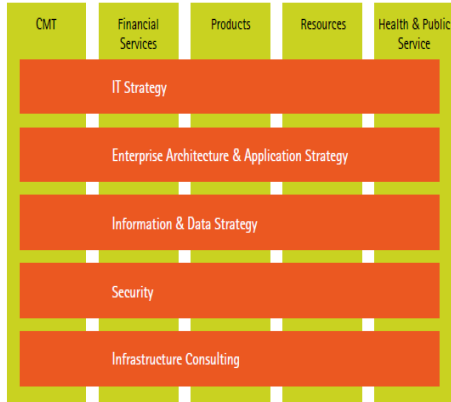 CMT
Financial
Services
Products
Resources
Health & Public
Service
IT Strategy
Enterprise Architecture & Application Strategy
Information & Data Strategy
Security
Infrastructure Consulting